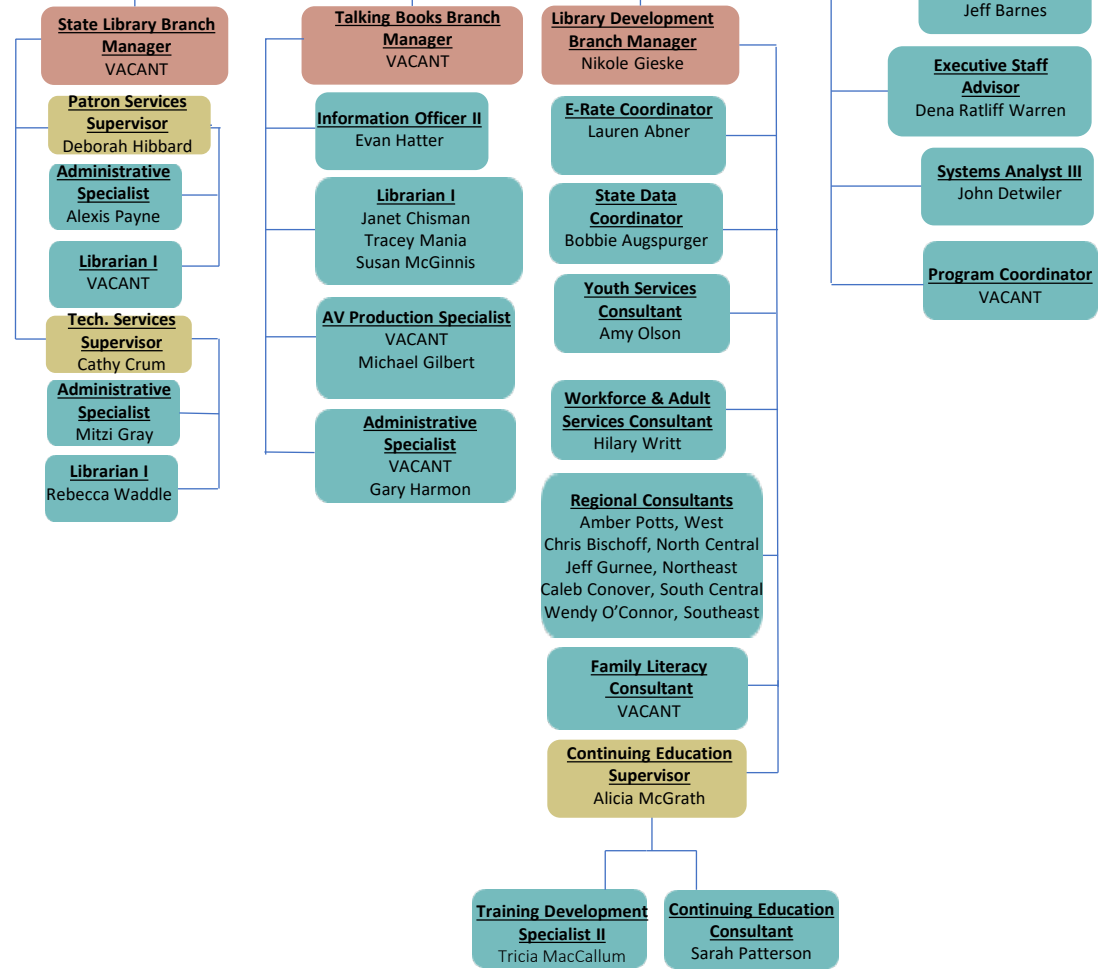 State Library Branch
Manager
VACANT
Patron Services
Supervisor
Deborah Hibbard
Administrative
Specialist
Alexis Payne
Librarian I
VACANT
Tech. Services
Supervisor
Cathy Crum
Administrative
Specialist
Mitzi Gray
Librarian I
Rebecca Waddle
Talking Books Branch
Manager
VACANT
Information Officer II
Evan Hatter
Librarian I
Janet Chisman
Tracey Mania
Susan McGinnis
AV Production Specialist
VACANT
Michael Gilbert
Administrative
Specialist
VACANT
Gary Harmon
Library Development
Branch Manager
Nikole Gieske
E-Rate Coordinator
Lauren Abner
State Data
Coordinator
Bobbie Augspurger
Youth Services
Consultant
Amy Olson
Workforce & Adult
Services Consultant
Hilary Writt
Regional Consultants
Amber Potts, West
Chris Bischoff, North Central
Jeff Gurnee, Northeast
Caleb Conover, South Central
Wendy O’Connor, Southeast
Family Literacy
Consultant
VACANT
Continuing Education
Supervisor
Alicia McGrath
Training Development
Specialist II
Tricia MacCallum
Continuing Education
Consultant
Sarah Patterson
Jeff Barnes
Executive Staff
Advisor
Dena Ratliff Warren
Systems Analyst III
John Detwiler
Program Coordinator
VACANT